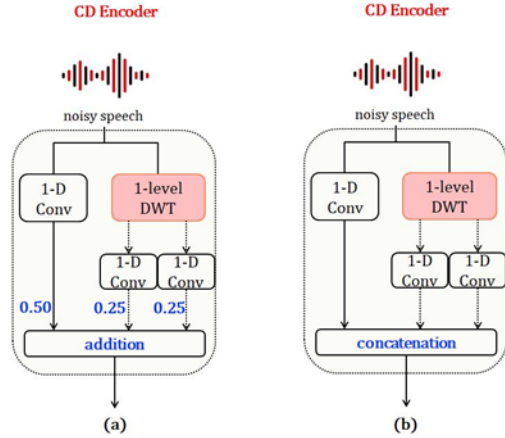 CD Encoder
noisy speech
1-D
Conv
1-level
DWT
1-D
Conv
1-D
Conv
0.50
0.25
0.25
addition
(a)
CD Encoder
noisy speech
1-D
Conv
1-level
DWT
1-D
Conv
1-D
Conv
concatenation
(b)